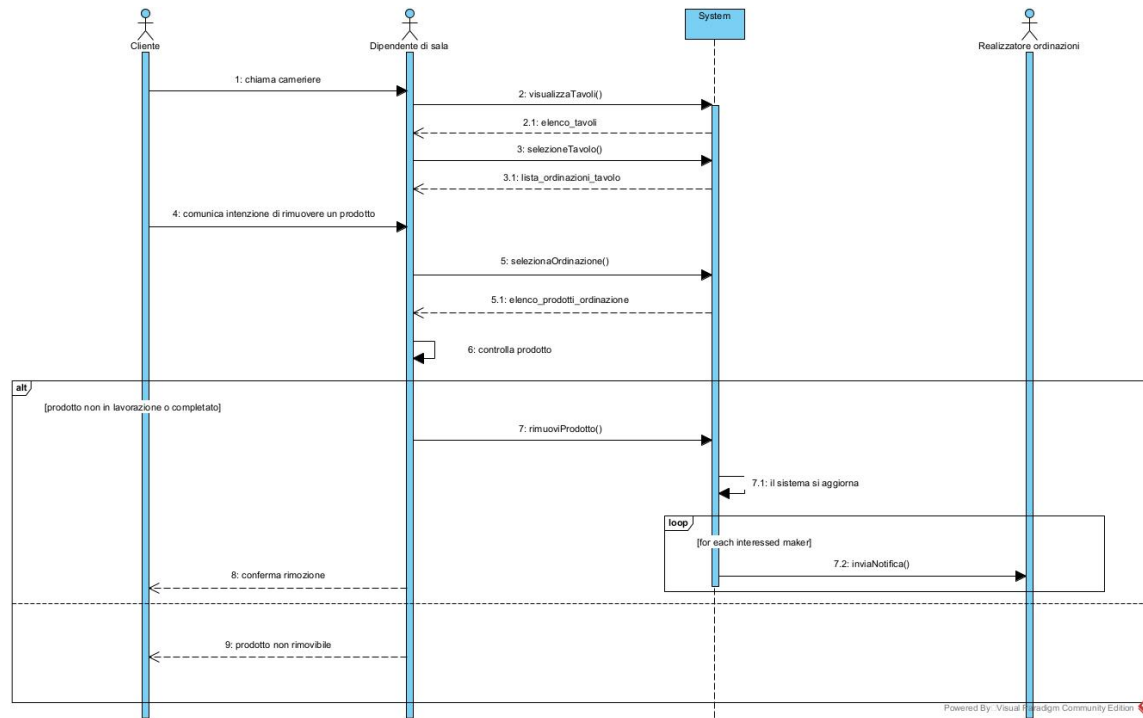 Cliente
Dipendente di sala
System
Realizzatore ordinazioni
1: chiama cameriere
2: visualizzaTavoli()
2.1: elenco_tavoli
3: selezioneTavolo()
3.1: lista_ordinazioni_tavolo
4: comunica intenzione di rimuovere un prodotto
5: selezionaOrdinazione()
5.1: elenco_prodotti_ordinazione
6: controlla prodotto
alt
[prodotto non in lavorazione o completato]
7: rimuoviProdotto()
7.1: il sistema si aggiorna
loop
[for each interessed maker]
7.2: inviaNotifica()
8: conferma rimozione
9: prodotto non rimovibile
Powered By: Visual Paradigm Community Edition